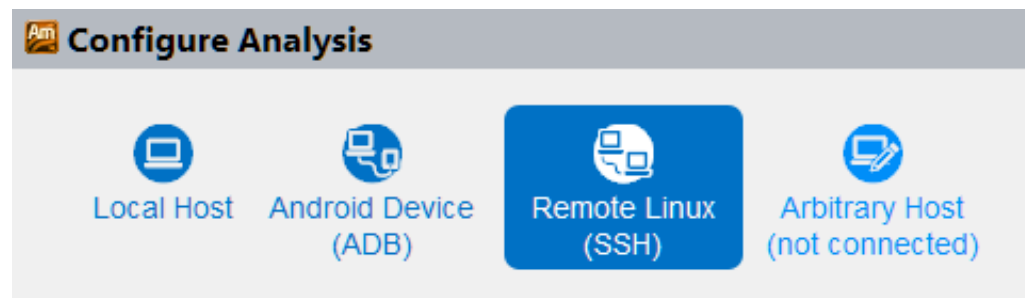 Am Configure Analysis
Local Host
Android Device
(ADB)
Remote Linux
(SSH)
Arbitrary Host
(not connected)